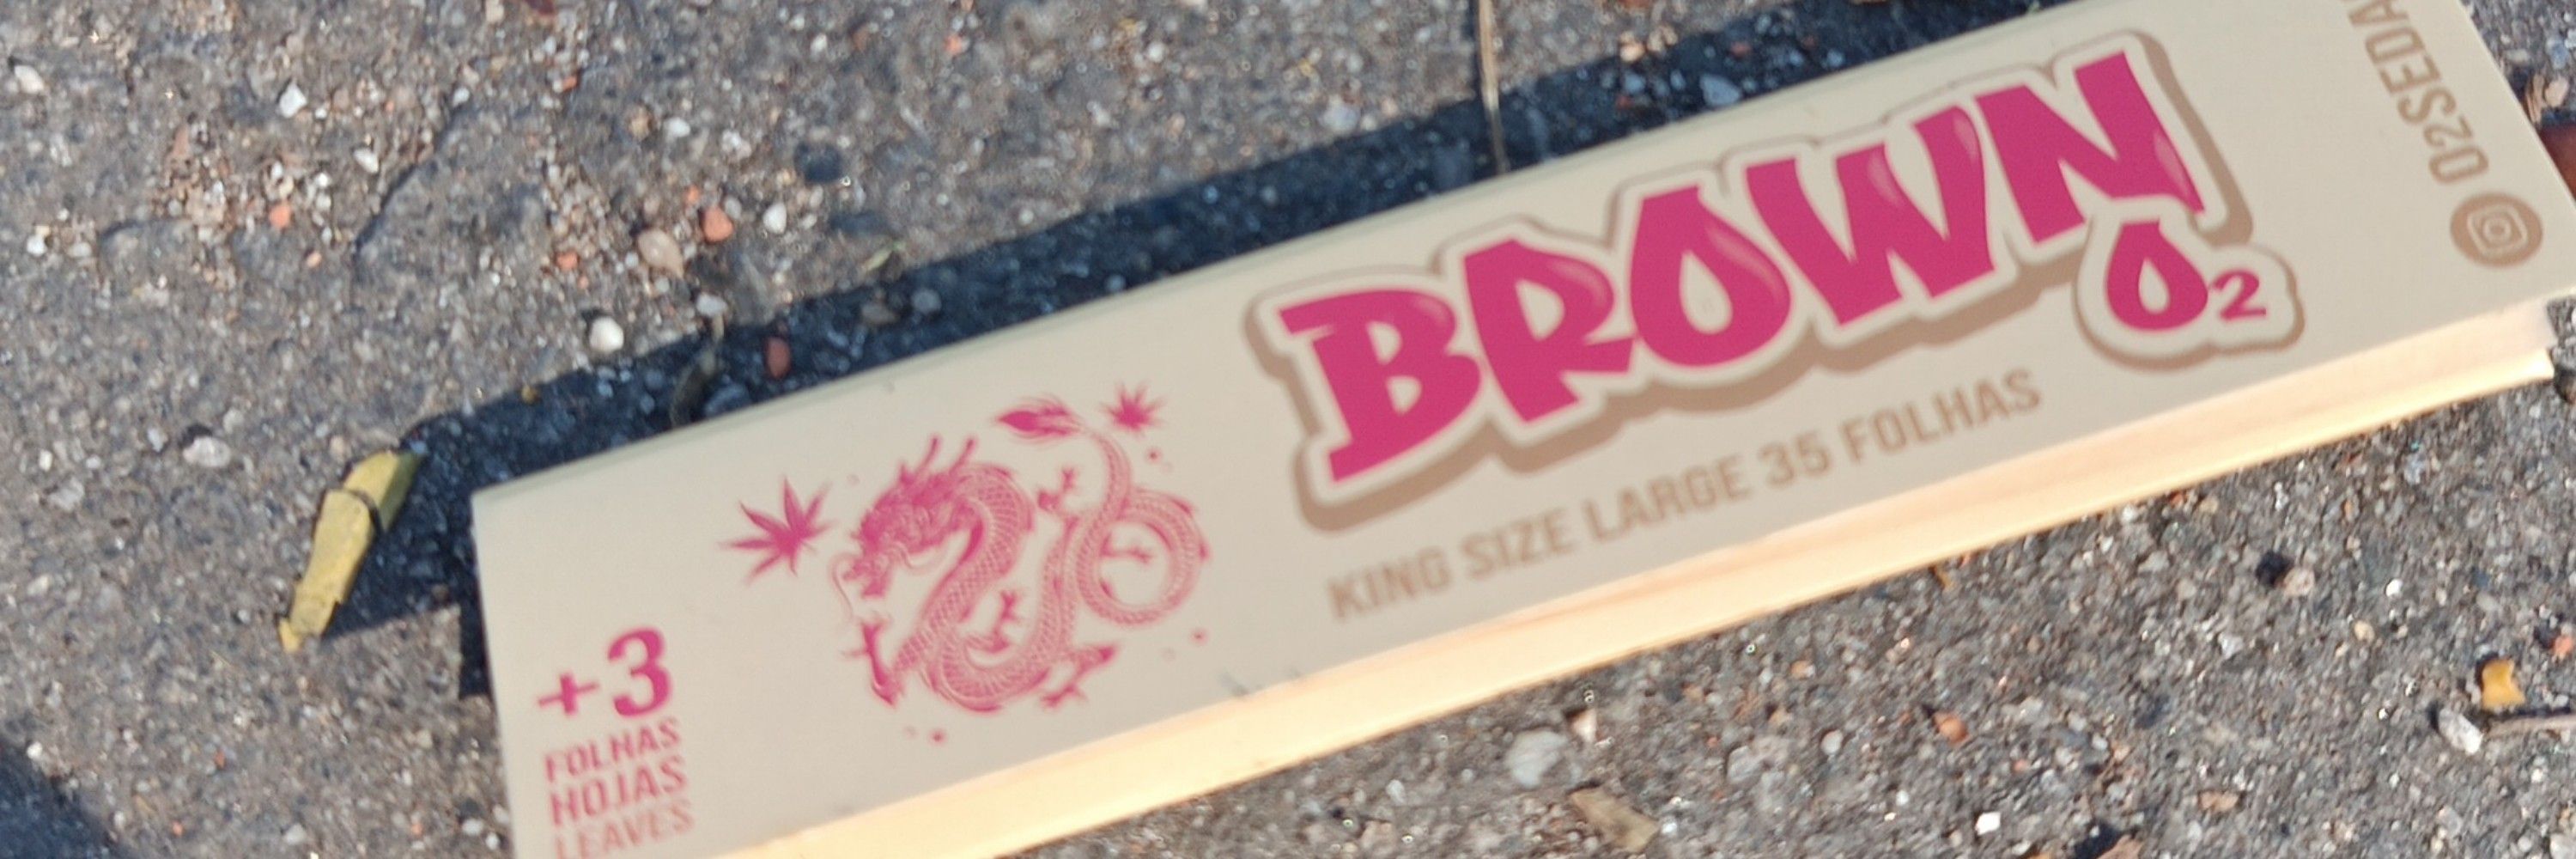 BROWN
O2
KING SIZE LARGE 35 FOLHAS
+3
FOLHAS
HOJAS
LEAVES